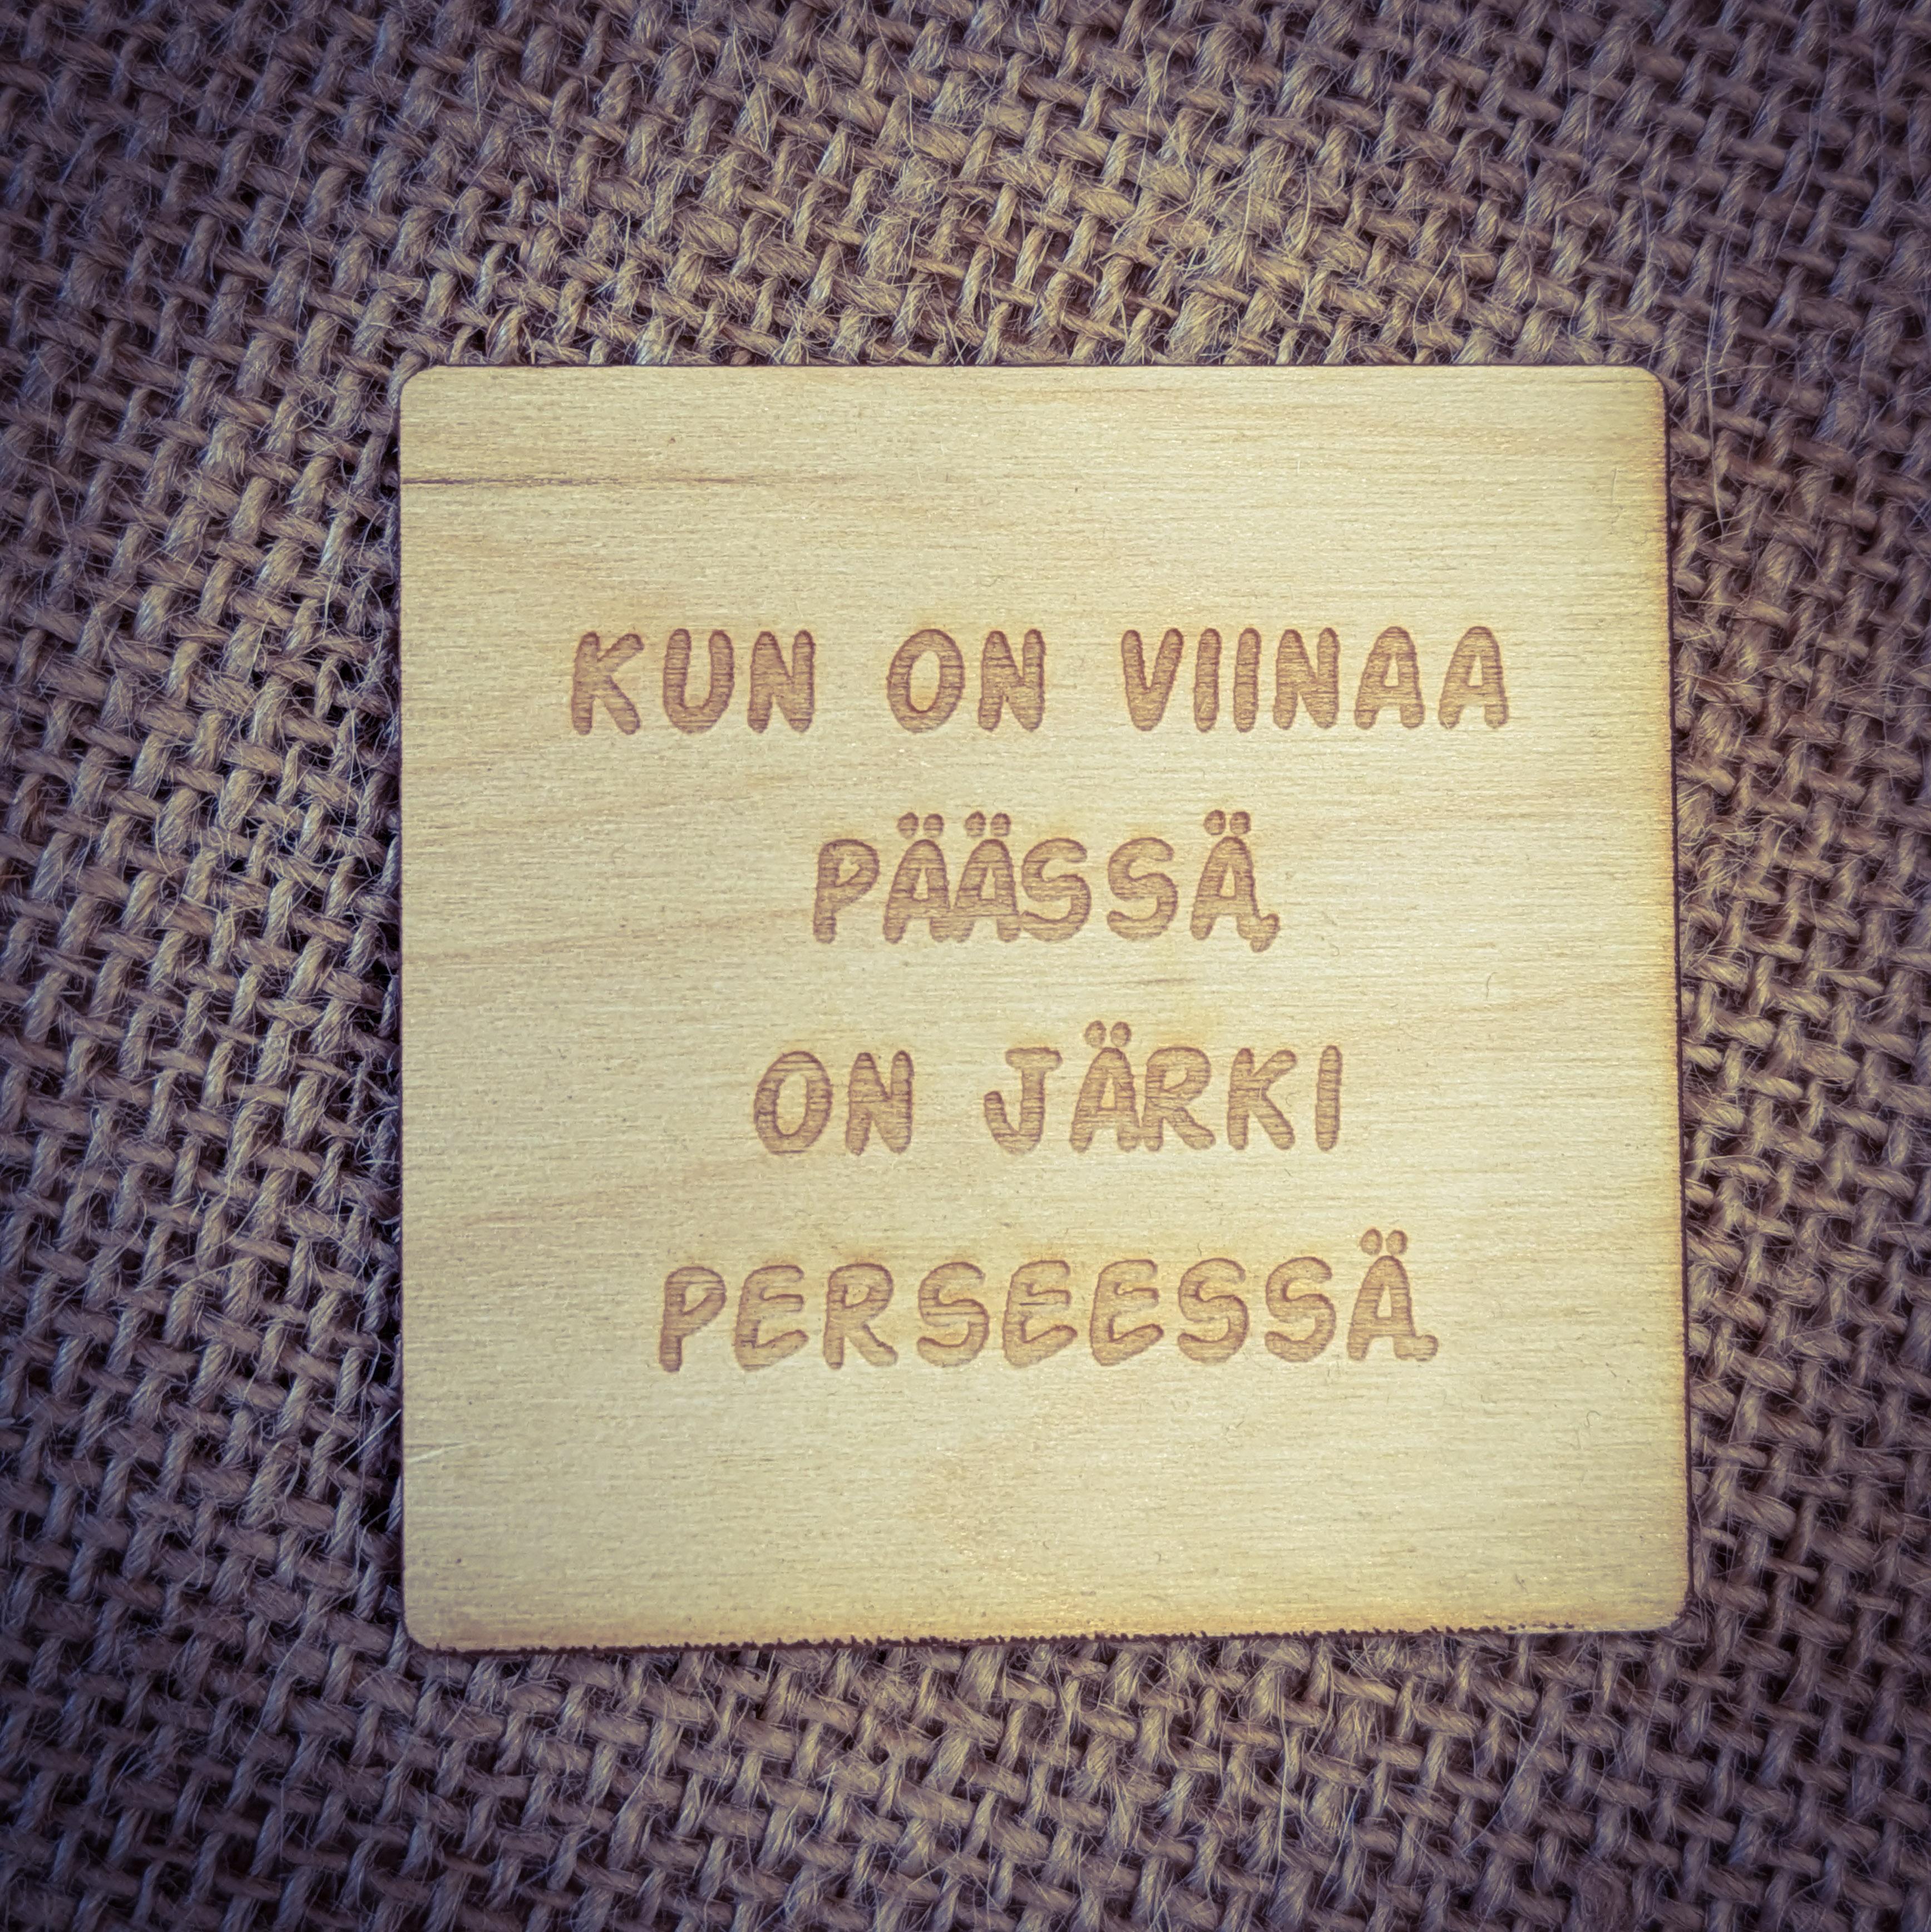 KUN ON VIINAA
PÄÄSSÄ,
ON JÄRKI
PERSEESSÄ.